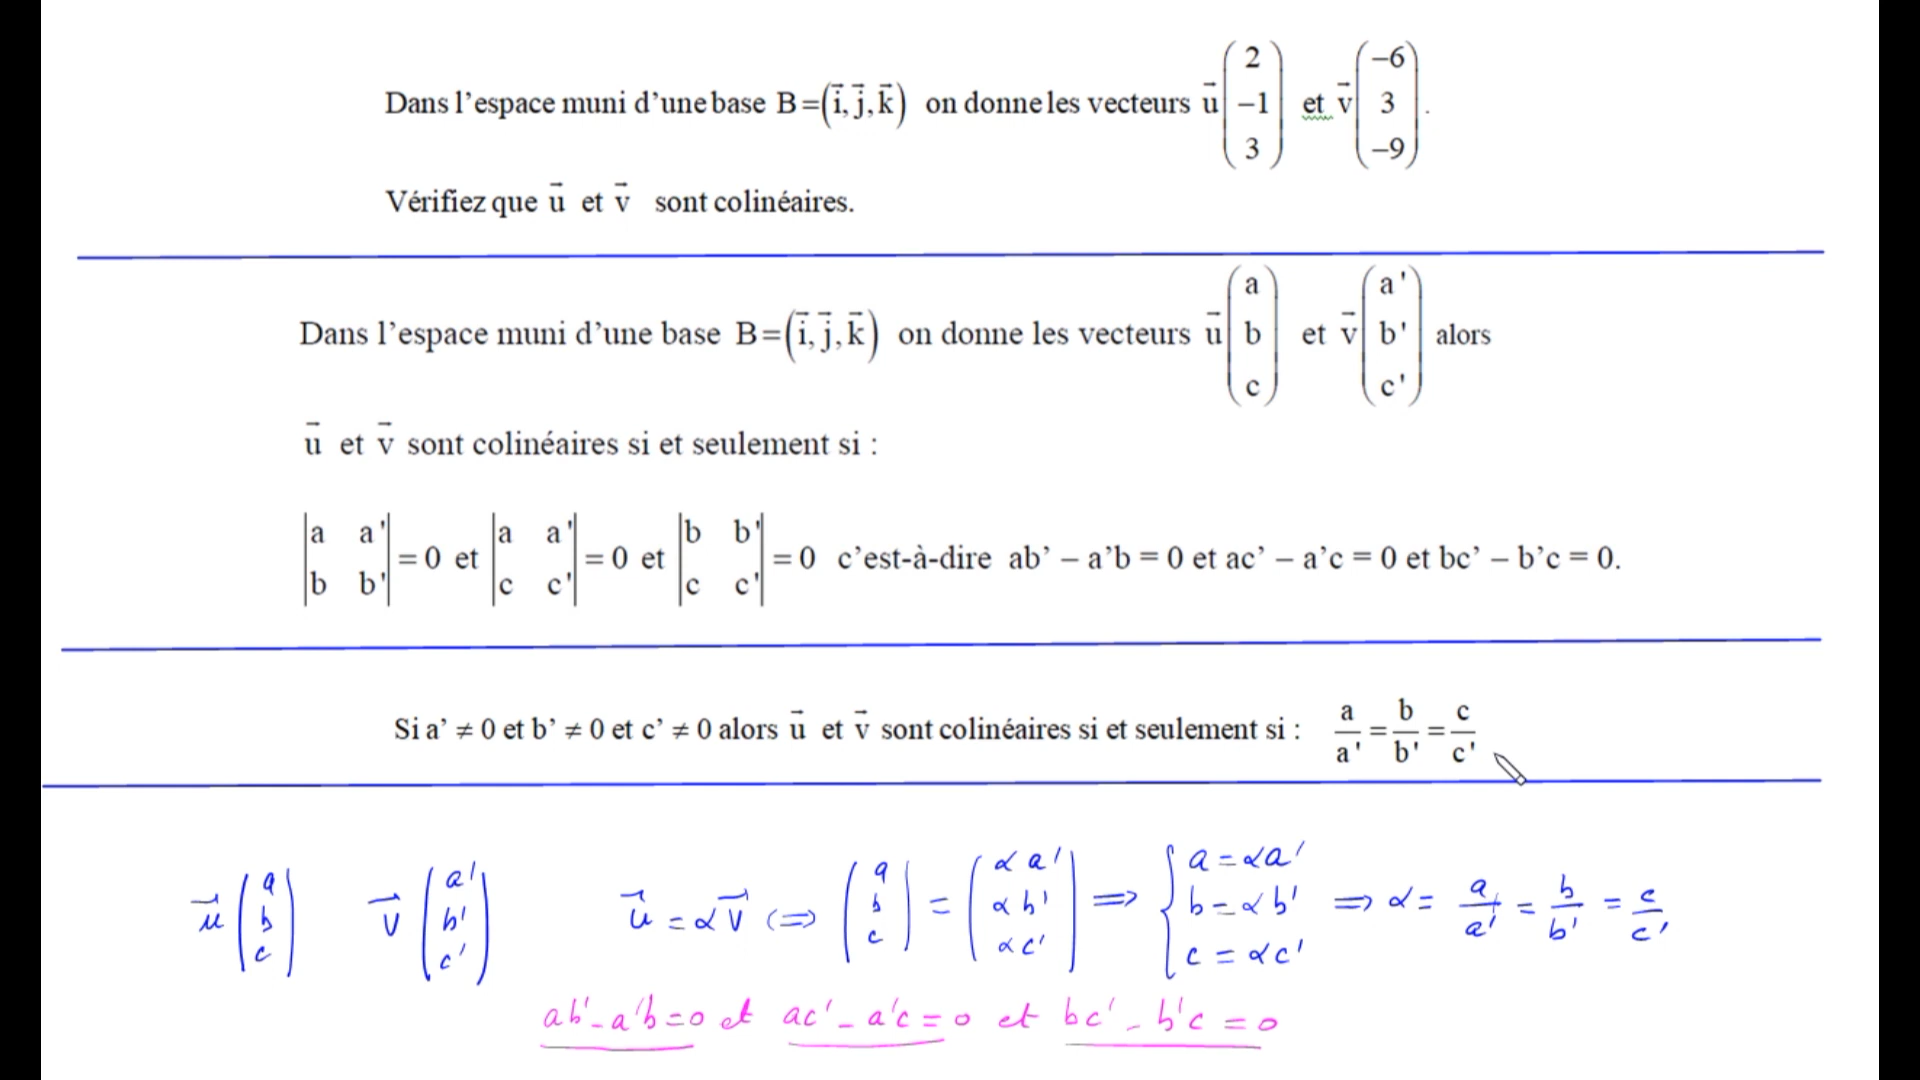 Dans l’espace muni d’une base B=(i⃗, j⃗, k⃗) on donne les vecteurs u⃗(2 −1 3) et v⃗(−6 3 −9).
Vérifiez que u⃗ et v⃗ sont colinéaires.
Dans l’espace muni d’une base B=(i⃗, j⃗, k⃗) on donne les vecteurs u⃗(a b c) et v⃗(a' b' c') alors
u⃗ et v⃗ sont colinéaires si et seulement si :
|a a' b b'| = 0 et |a a' c c'| = 0 et |b b' c c'| = 0 c’est-à-dire ab’ – a’b = 0 et ac’ – a’c = 0 et bc’ – b’c = 0.
Si a’ ≠ 0 et b’ ≠ 0 et c’ ≠ 0 alors u⃗ et v⃗ sont colinéaires si et seulement si : a/a' = b/b' = c/c'
u⃗(a b c) v⃗(a' b' c') u⃗ = αv⃗ (=) (a b c) = (αa' αb' αc') => { a = αa' b = αb' c = αc' => α = a/a' = b/b' = c/c'
ab' - a'b = 0 et ac' - a'c = 0 et bc' - b'c = 0